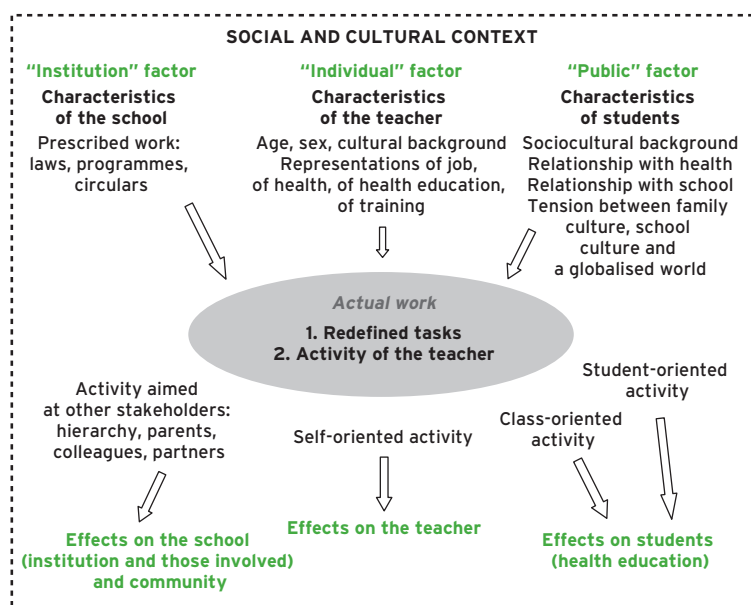 SOCIAL AND CULTURAL CONTEXT
“Institution” factor
Characteristics
of the school
Prescribed work:
laws, programmes,
circulars
“Individual” factor
Characteristics
of the teacher
Age, sex, cultural background
Representations of job,
of health, of health education,
of training
“Public” factor
Characteristics
of students
Sociocultural background
Relationship with health
Relationship with school
Tension between family
culture, school
culture and
a globalised world
Actual work
1. Redefined tasks
2. Activity of the teacher
Activity aimed
at other stakeholders:
hierarchy, parents,
colleagues, partners
Self-oriented activity
Class-oriented
activity
Student-oriented
activity
Effects on the school
(institution and those involved)
and community
Effects on the teacher
Effects on students
(health education)